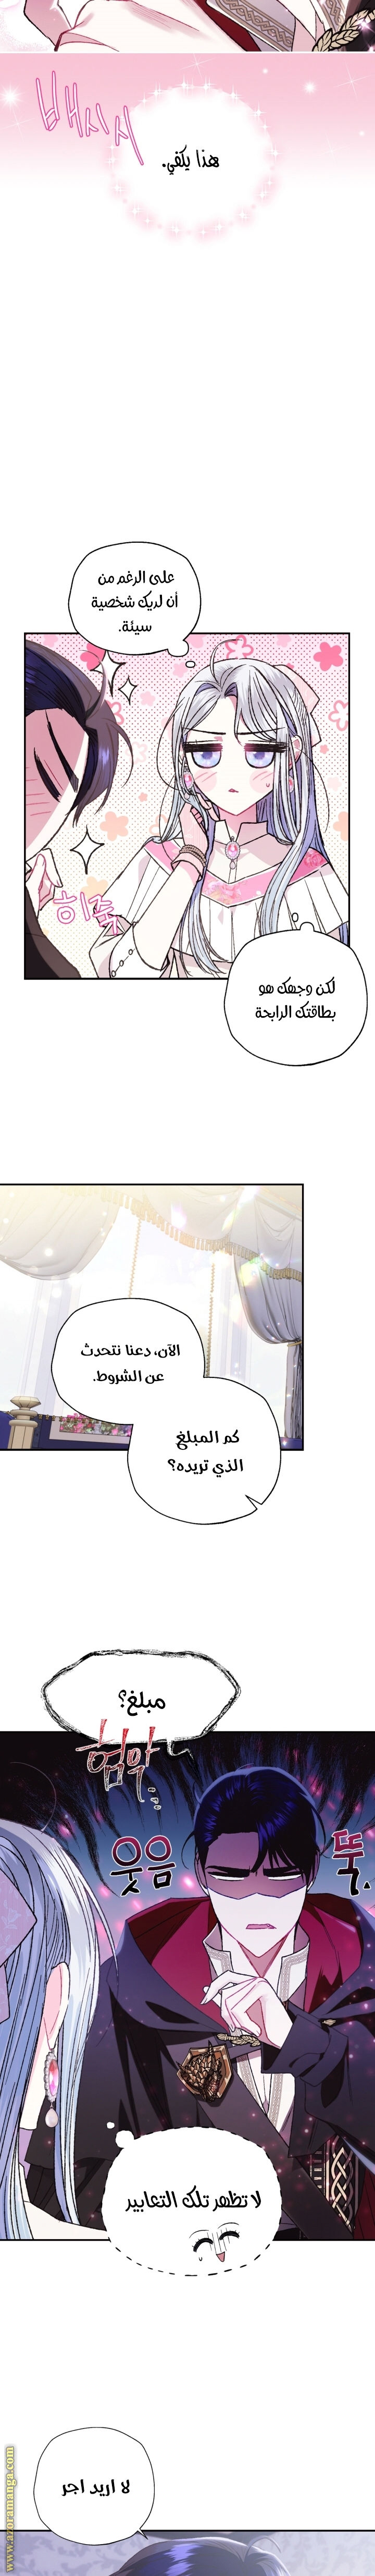 배시시
هذا يكفي.
على الرغم من
أن لديك شخصية
سيئة.
히죽
لكن وجهك هو
بطاقتك الرابحة
الآن، دعنا نتحدث
عن الشروط.
كم المبلغ
الذي تريده؟
مبلغ؟
험악
웃음
뚝
لا تظهر تلك التعابير
لا اريد اجر
www.azoramanga.com